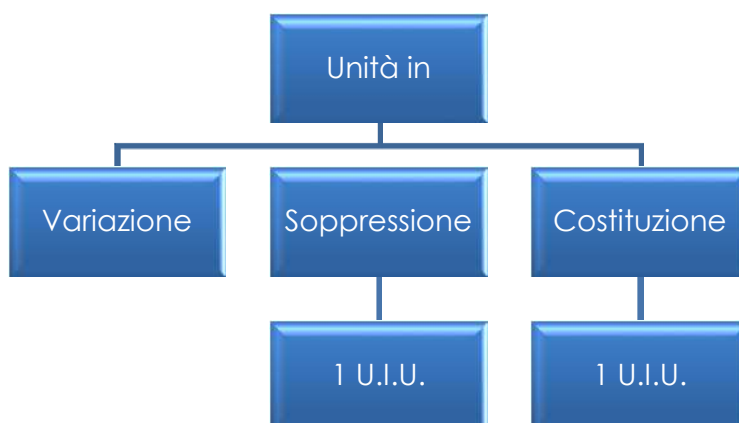 Unità in
Variazione
Soppressione
Costituzione
1 U.I.U.
1 U.I.U.